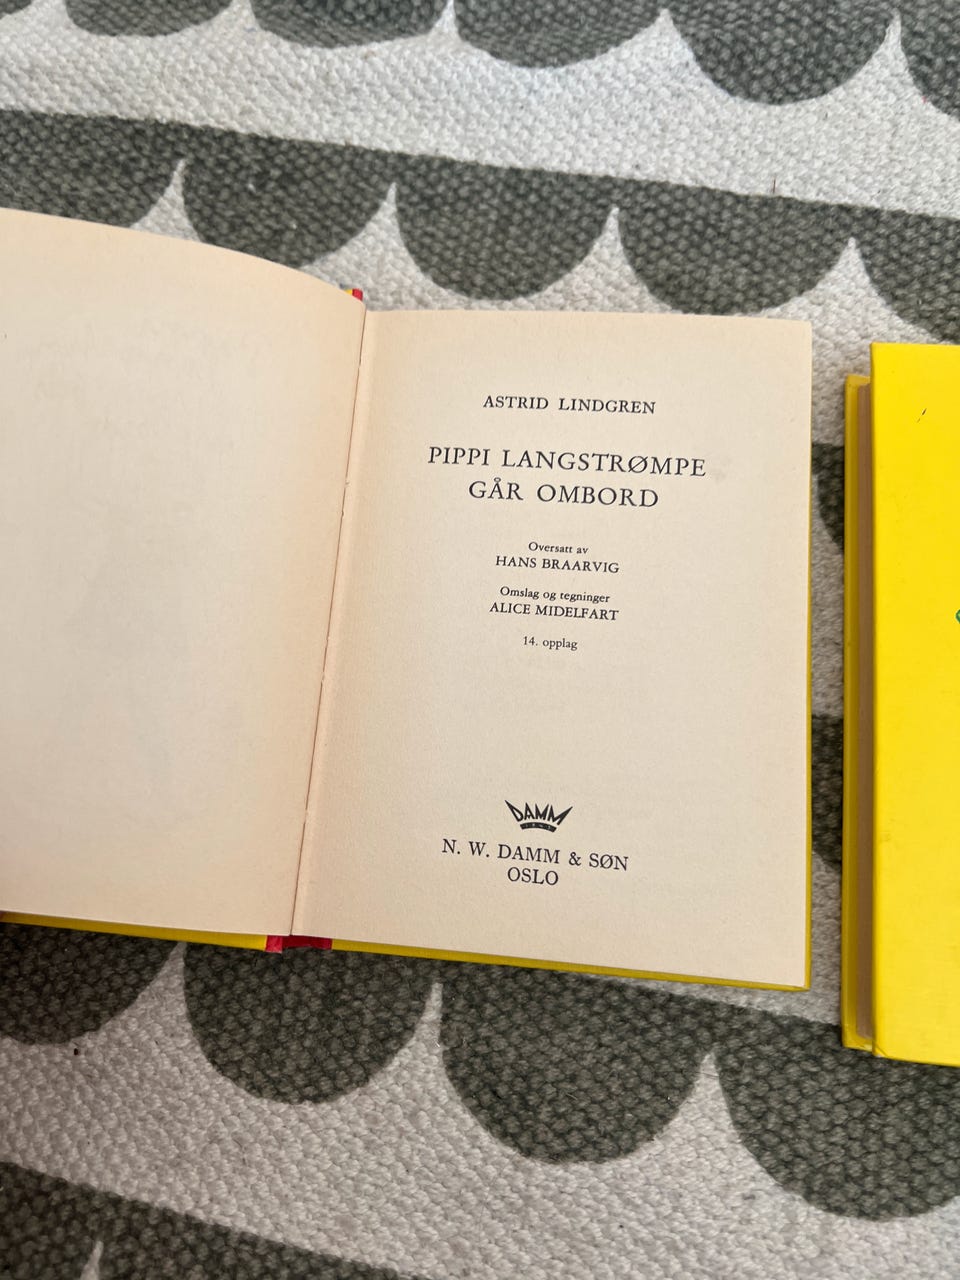 ASTRID LINDGREN
PIPPI LANGSTRØMPE
GÅR OMBORD
Oversatt av
HANS BRAARVIG
Omslag og tegninger
ALICE MIDELFART
14. opplag
DAMM
1843
N. W. DAMM & SØN
OSLO